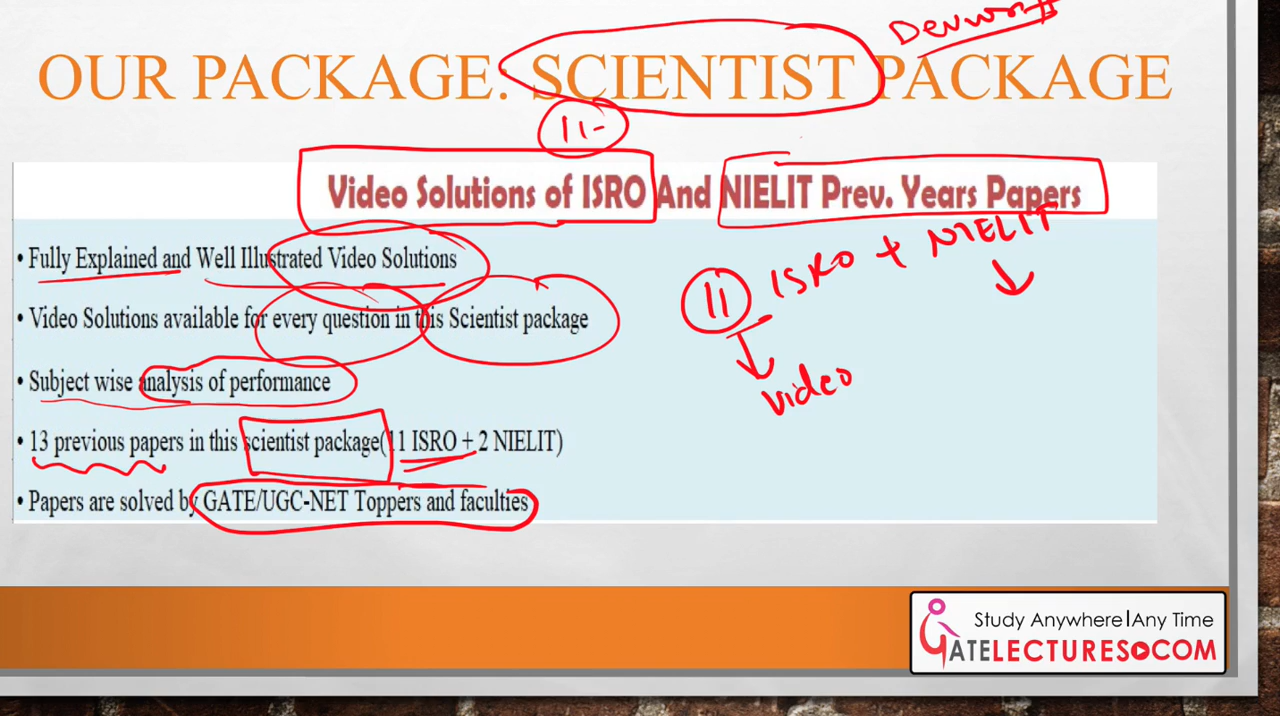 OUR PACKAGE: SCIENTIST PACKAGE
11-
Video Solutions of ISRO And NIELIT Prev. Years Papers
• Fully Explained and Well Illustrated Video Solutions
11 ISRO + NIELIT
• Video Solutions available for every question in this Scientist package
video
• Subject wise analysis of performance
• 13 previous papers in this scientist package(11 ISRO + 2 NIELIT)
• Papers are solved by GATE/UGC-NET Toppers and faculties
Study Anywhere|Any Time
GATELECTURES.COM